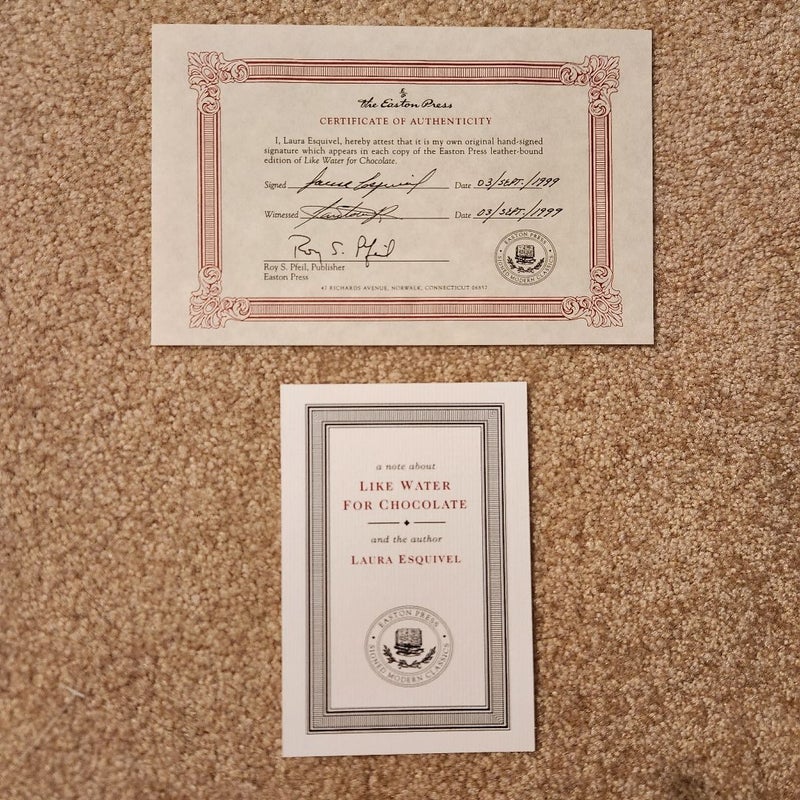 The Easton Press
CERTIFICATE OF AUTHENTICITY
I, Laura Esquivel, hereby attest that it is my own original hand-signed
signature which appears in each copy of the Easton Press leather-bound
edition of Like Water for Chocolate.
Signed Laura Esquivel Date 03/SEPT./1999
Witnessed Date 03/SEPT./1999
Roy S. Pfeil
Roy S. Pfeil, Publisher
Easton Press
47 RICHARDS AVENUE, NORWALK, CONNECTICUT 06857
EASTON PRESS
SIGNED MODERN CLASSICS
a note about
LIKE WATER
FOR CHOCOLATE
and the author
LAURA ESQUIVEL
EASTON PRESS
SIGNED MODERN CLASSICS